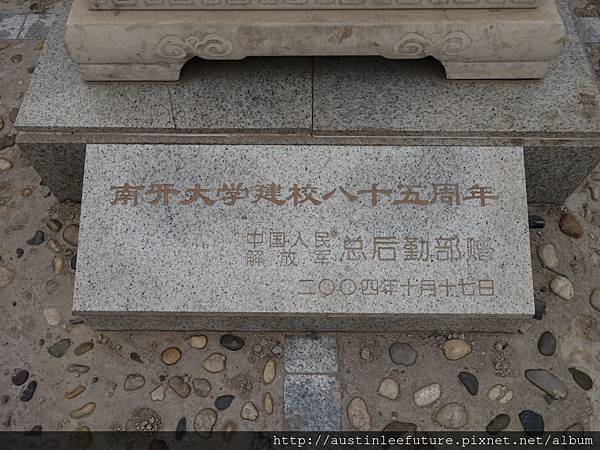 南开大学建校八十五周年
中国人民解放军总后勤部赠
二〇〇四年十月十七日
http://austinleefuture.pixnet.net/album